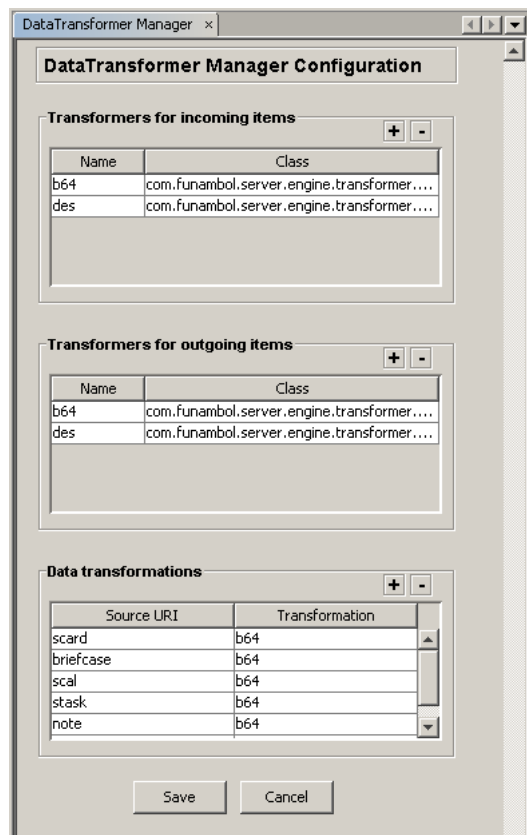 DataTransformer Manager ×
DataTransformer Manager Configuration
Transformers for incoming items
+ -
Name Class
b64 com.funambol.server.engine.transformer....
des com.funambol.server.engine.transformer....
Transformers for outgoing items
+ -
Name Class
b64 com.funambol.server.engine.transformer....
des com.funambol.server.engine.transformer....
Data transformations
+ -
Source URI Transformation
scard b64
briefcase b64
scal b64
stask b64
note b64
Save Cancel